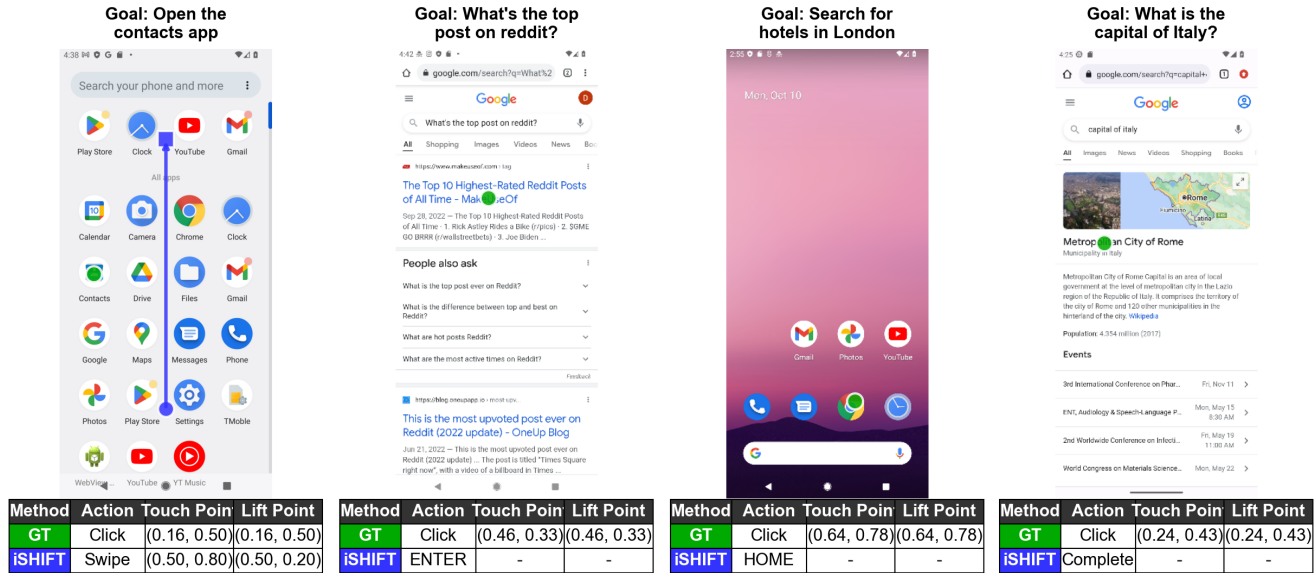 Goal: Open the
contacts app
4:38
Search your phone and more
Play Store Clock YouTube Gmail
All apps
Calendar Camera Chrome Clock
Contacts Drive Files Gmail
Google Maps Messages Phone
Photos Play Store Settings TMoble
WebView YouTube YT Music
Method Action Touch Poin Lift Point
GT Click (0.16, 0.50) (0.16, 0.50)
iSHIFT Swipe (0.50, 0.80) (0.50, 0.20)
Goal: What's the top
post on reddit?
4:42
google.com/search?q=What%2 2
Google D
What's the top post on reddit?
All Shopping Images Videos News Boo
https://www.makeuseof.com › tag
The Top 10 Highest-Rated Reddit Posts
of All Time - MakeUseOf
Sep 28, 2022 — The Top 10 Highest-Rated Reddit Posts
of All Time · 1. Rick Astley Rides a Bike (r/pics) · 2. $GME
GO BRRR (r/wallstreetbets) · 3. Joe Biden ...
People also ask
What is the top post ever on Reddit?
What is the difference between top and best on
Reddit?
What are hot posts Reddit?
What are the most active times on Reddit?
Feedback
https://blog.oneupapp.io › most-upv...
This is the most upvoted post ever on
Reddit (2022 update) - OneUp Blog
Jun 21, 2022 — This is the most upvoted post ever on
Reddit (2022 update) ... The post is titled "Times Square
right now", with a video of a billboard in Times ...
Method Action Touch Poin Lift Point
GT Click (0.46, 0.33) (0.46, 0.33)
iSHIFT ENTER - -
Goal: Search for
hotels in London
2:55
Mon, Oct 10
Gmail Photos YouTube
G
Method Action Touch Poin Lift Point
GT Click (0.64, 0.78) (0.64, 0.78)
iSHIFT HOME - -
Goal: What is the
capital of Italy?
4:25
google.com/search?q=capital+ 1
Google
capital of italy
All Images News Videos Shopping Books
Rome
Fiumicino
Latina
Metropolitan City of Rome
Municipality in Italy
Metropolitan City of Rome Capital is an area of local
government at the level of metropolitan city in the Lazio
region of the Republic of Italy. It comprises the territory of
the city of Rome and 120 other municipalities in the
hinterland of the city. Wikipedia
Population: 4.354 million (2017)
Events
3rd International Conference on Phar... Fri, Nov 11
ENT, Audiology & Speech-Language P... Mon, May 15
8:30 AM
2nd Worldwide Conference on Infecti... Fri, May 19
11:00 AM
World Congress on Materials Science... Mon, May 22
Method Action Touch Poin Lift Point
GT Click (0.24, 0.43) (0.24, 0.43)
iSHIFT Complete - -